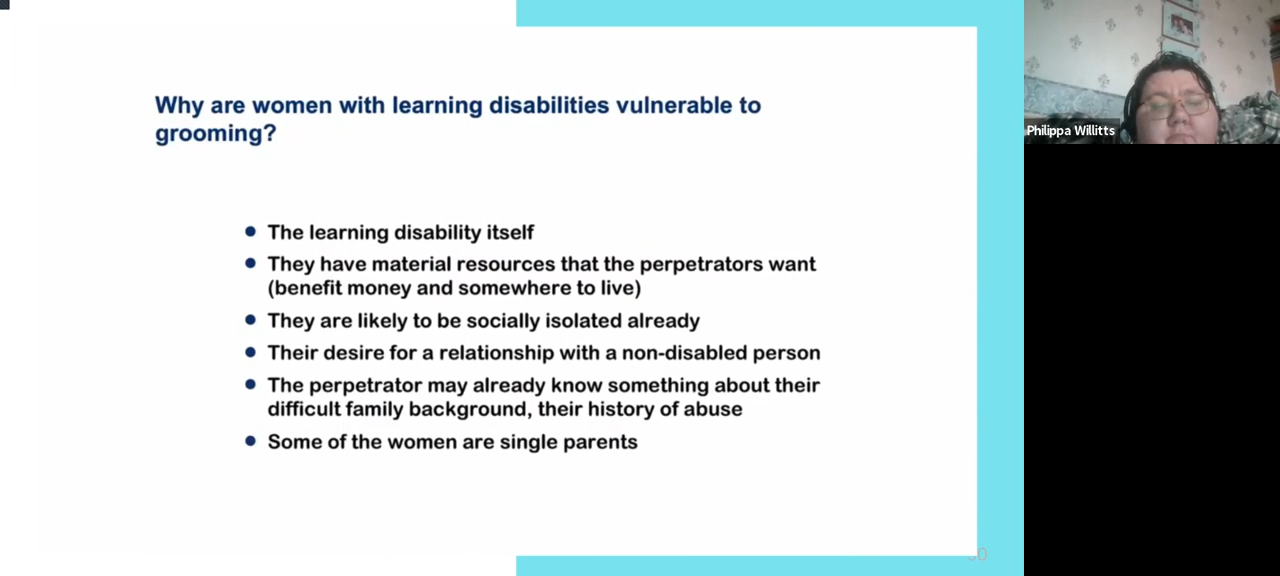 Why are women with learning disabilities vulnerable to
grooming?
The learning disability itself
They have material resources that the perpetrators want
(benefit money and somewhere to live)
They are likely to be socially isolated already
Their desire for a relationship with a non-disabled person
The perpetrator may already know something about their
difficult family background, their history of abuse
Some of the women are single parents
Philippa Willitts